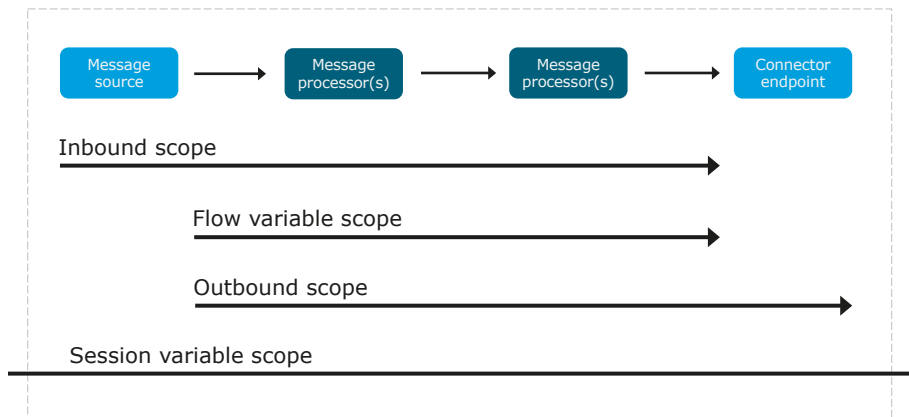 Message
source
Message
processor(s)
Message
processor(s)
Connector
endpoint
Inbound scope
Flow variable scope
Outbound scope
Session variable scope